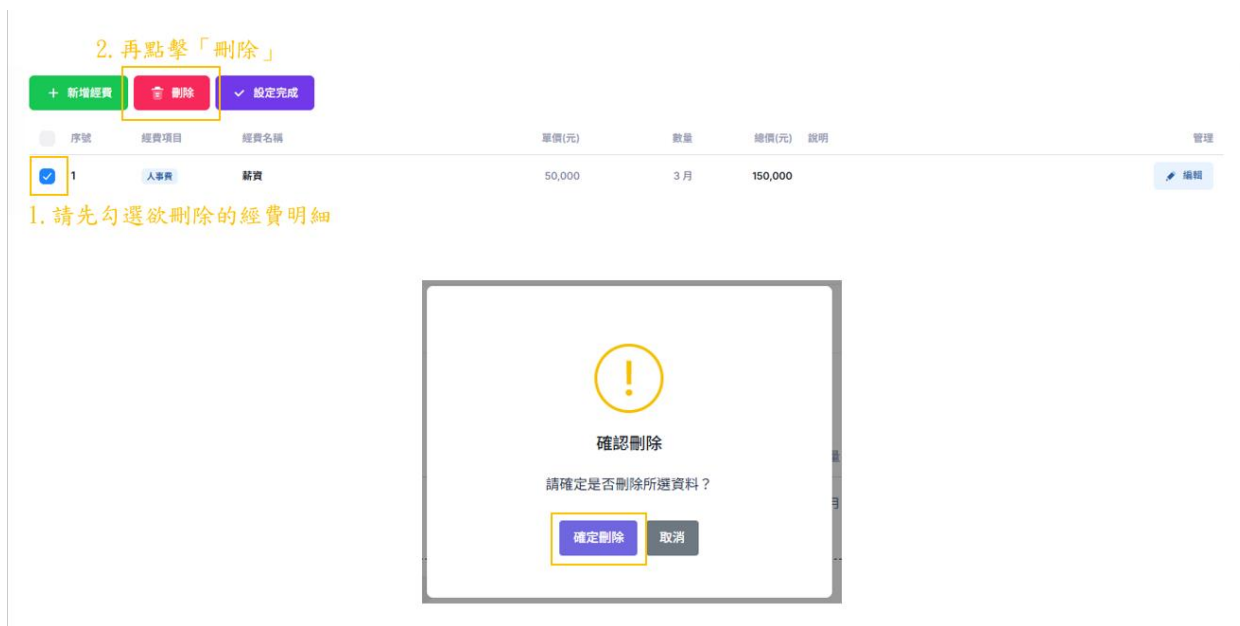 2. 再點擊「刪除」
+ 新增經費 刪除 ✓ 設定完成
序號 經費項目 經費名稱 單價(元) 數量 總價(元) 說明 管理
1 人事費 薪資 50,000 3 月 150,000 編輯
1. 請先勾選欲刪除的經費明細
!
確認刪除
量
請確定是否刪除所選資料？
月
確定刪除 取消